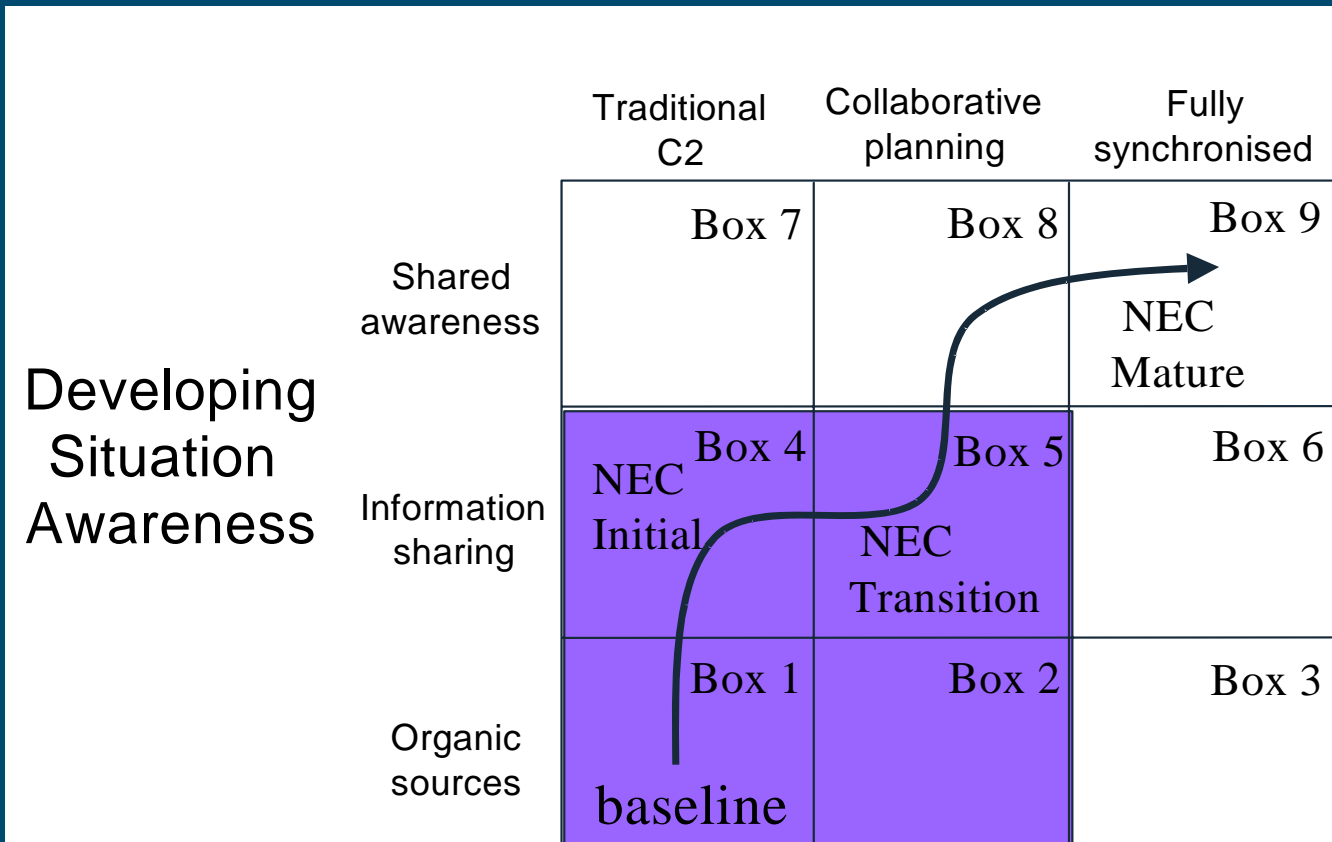 Traditional
C2
Collaborative
planning
Fully
synchronised
Box 7
Box 8
Box 9
Shared
awareness
NEC
Mature
Developing
Situation
Awareness
Box 4
Box 5
Box 6
NEC
Initial
Information
sharing
NEC
Transition
Box 1
Box 2
Box 3
Organic
sources
baseline